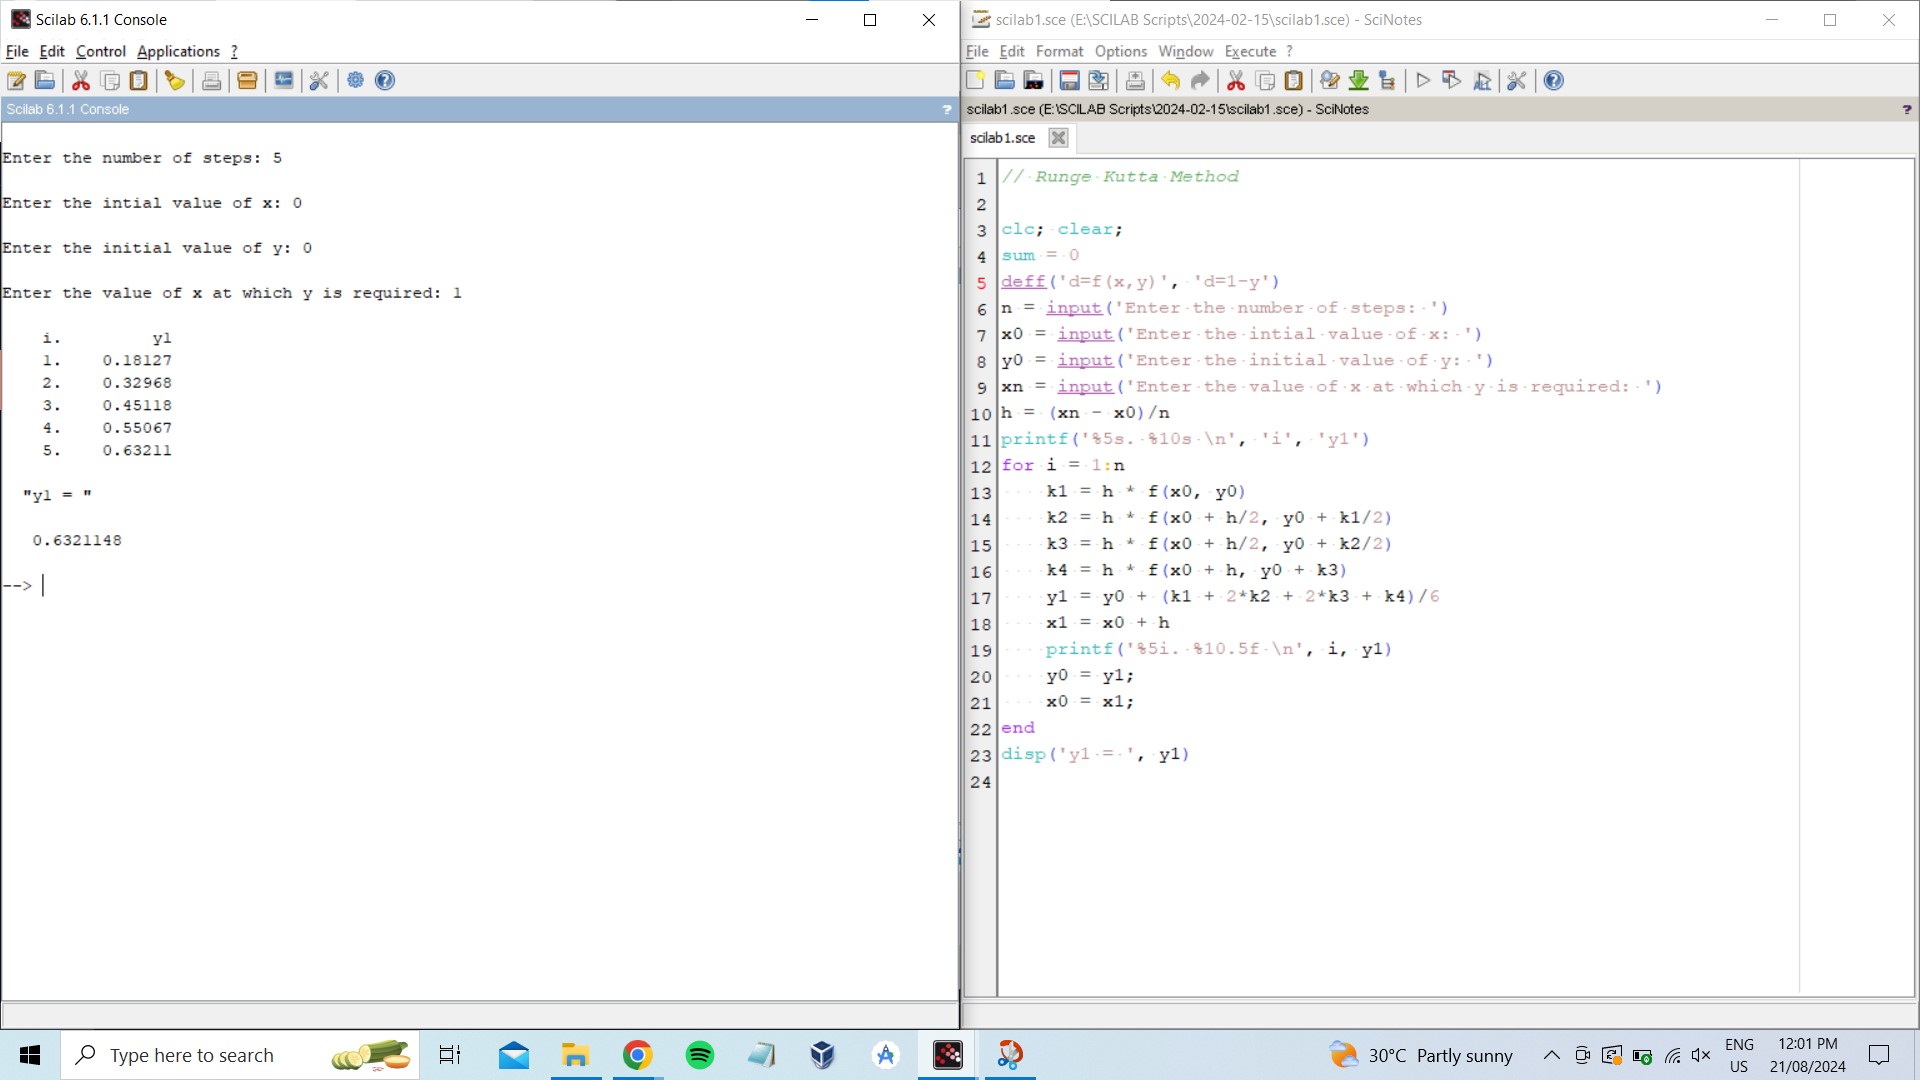 Scilab 6.1.1 Console
File Edit Control Applications ?
Scilab 6.1.1 Console ?
Enter the number of steps: 5
Enter the intial value of x: 0
Enter the initial value of y: 0
Enter the value of x at which y is required: 1
i. y1
1. 0.18127
2. 0.32968
3. 0.45118
4. 0.55067
5. 0.63211
"y1 = "
0.6321148
-->
scilab1.sce (E:\SCILAB Scripts\2024-02-15\scilab1.sce) - SciNotes
File Edit Format Options Window Execute ?
scilab1.sce (E:\SCILAB Scripts\2024-02-15\scilab1.sce) - SciNotes ?
scilab1.sce
1 // Runge Kutta Method
2
3 clc; clear;
4 sum = 0
5 deff('d=f(x,y)', 'd=1-y')
6 n = input('Enter the number of steps: ')
7 x0 = input('Enter the intial value of x: ')
8 y0 = input('Enter the initial value of y: ')
9 xn = input('Enter the value of x at which y is required: ')
10 h = (xn - x0)/n
11 printf('%5s. %10s \n', 'i', 'y1')
12 for i = 1:n
13 k1 = h * f(x0, y0)
14 k2 = h * f(x0 + h/2, y0 + k1/2)
15 k3 = h * f(x0 + h/2, y0 + k2/2)
16 k4 = h * f(x0 + h, y0 + k3)
17 y1 = y0 + (k1 + 2*k2 + 2*k3 + k4)/6
18 x1 = x0 + h
19 printf('%5i. %10.5f \n', i, y1)
20 y0 = y1;
21 x0 = x1;
22 end
23 disp('y1 = ', y1)
24
Type here to search
30°C Partly sunny
ENG
US
12:01 PM
21/08/2024